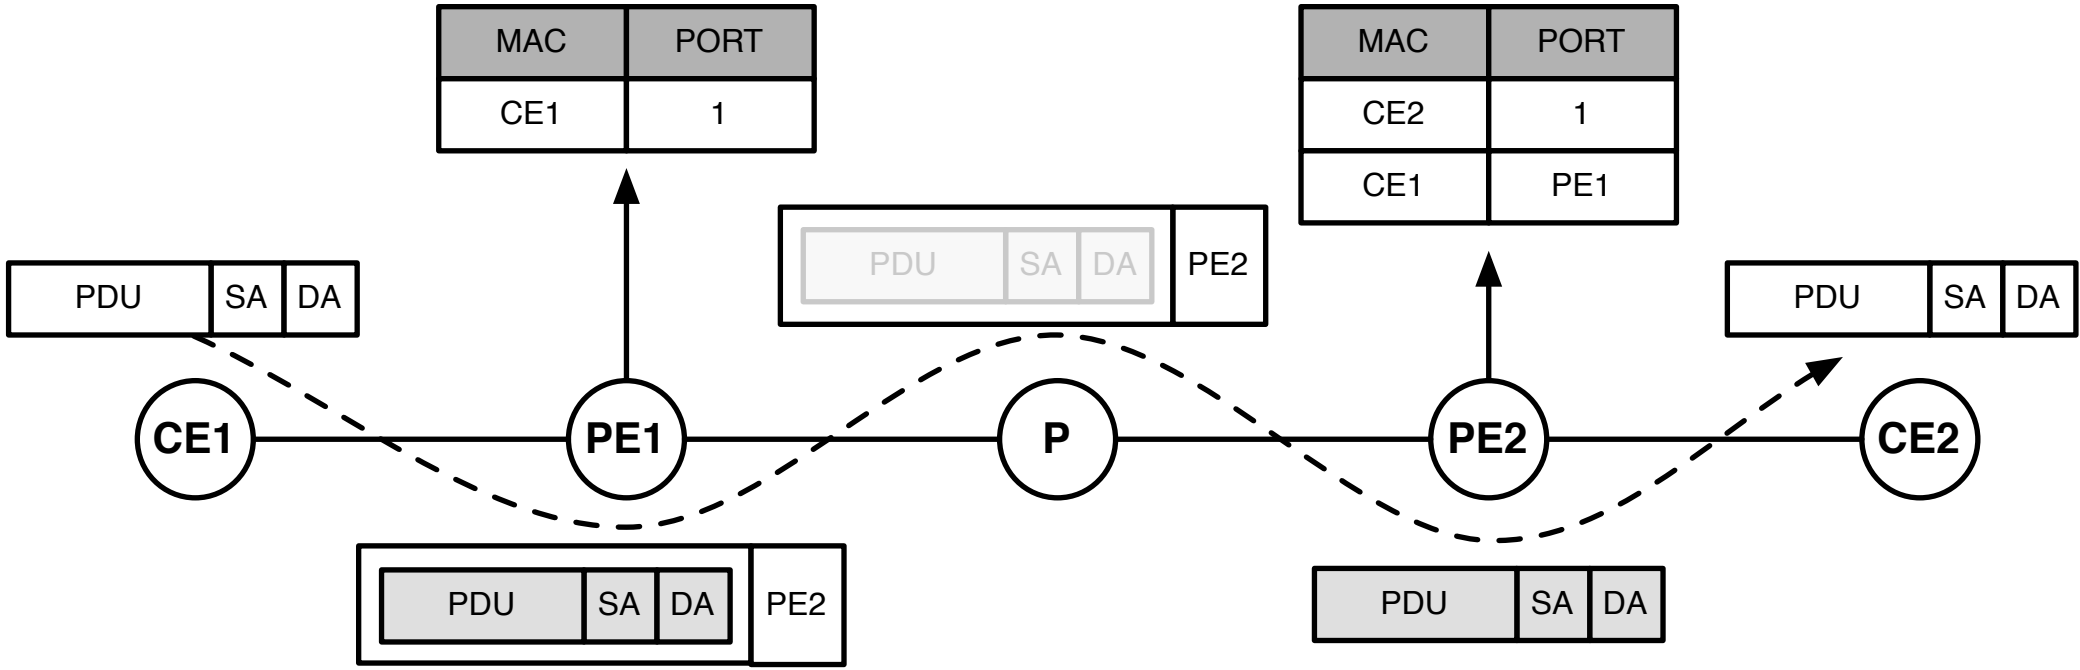 MAC PORT
CE1 1
MAC PORT
CE2 1
CE1 PE1
PDU SA DA
PDU SA DA PE2
PDU SA DA
CE1 PE1 P PE2 CE2
PDU SA DA PE2
PDU SA DA